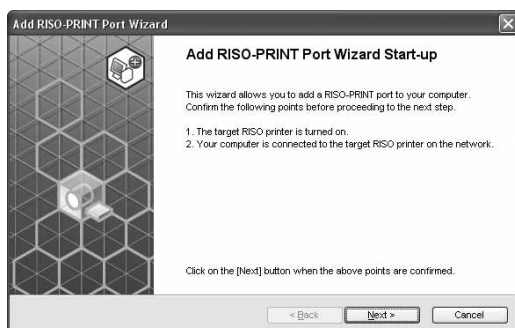 Add RISO-PRINT Port Wizard
Add RISO-PRINT Port Wizard Start-up
This wizard allows you to add a RISO-PRINT port to your computer.
Confirm the following points before proceeding to the next step.
1. The target RISO printer is turned on.
2. Your computer is connected to the target RISO printer on the network.
Click on the [Next] button when the above points are confirmed.
< Back
Next >
Cancel